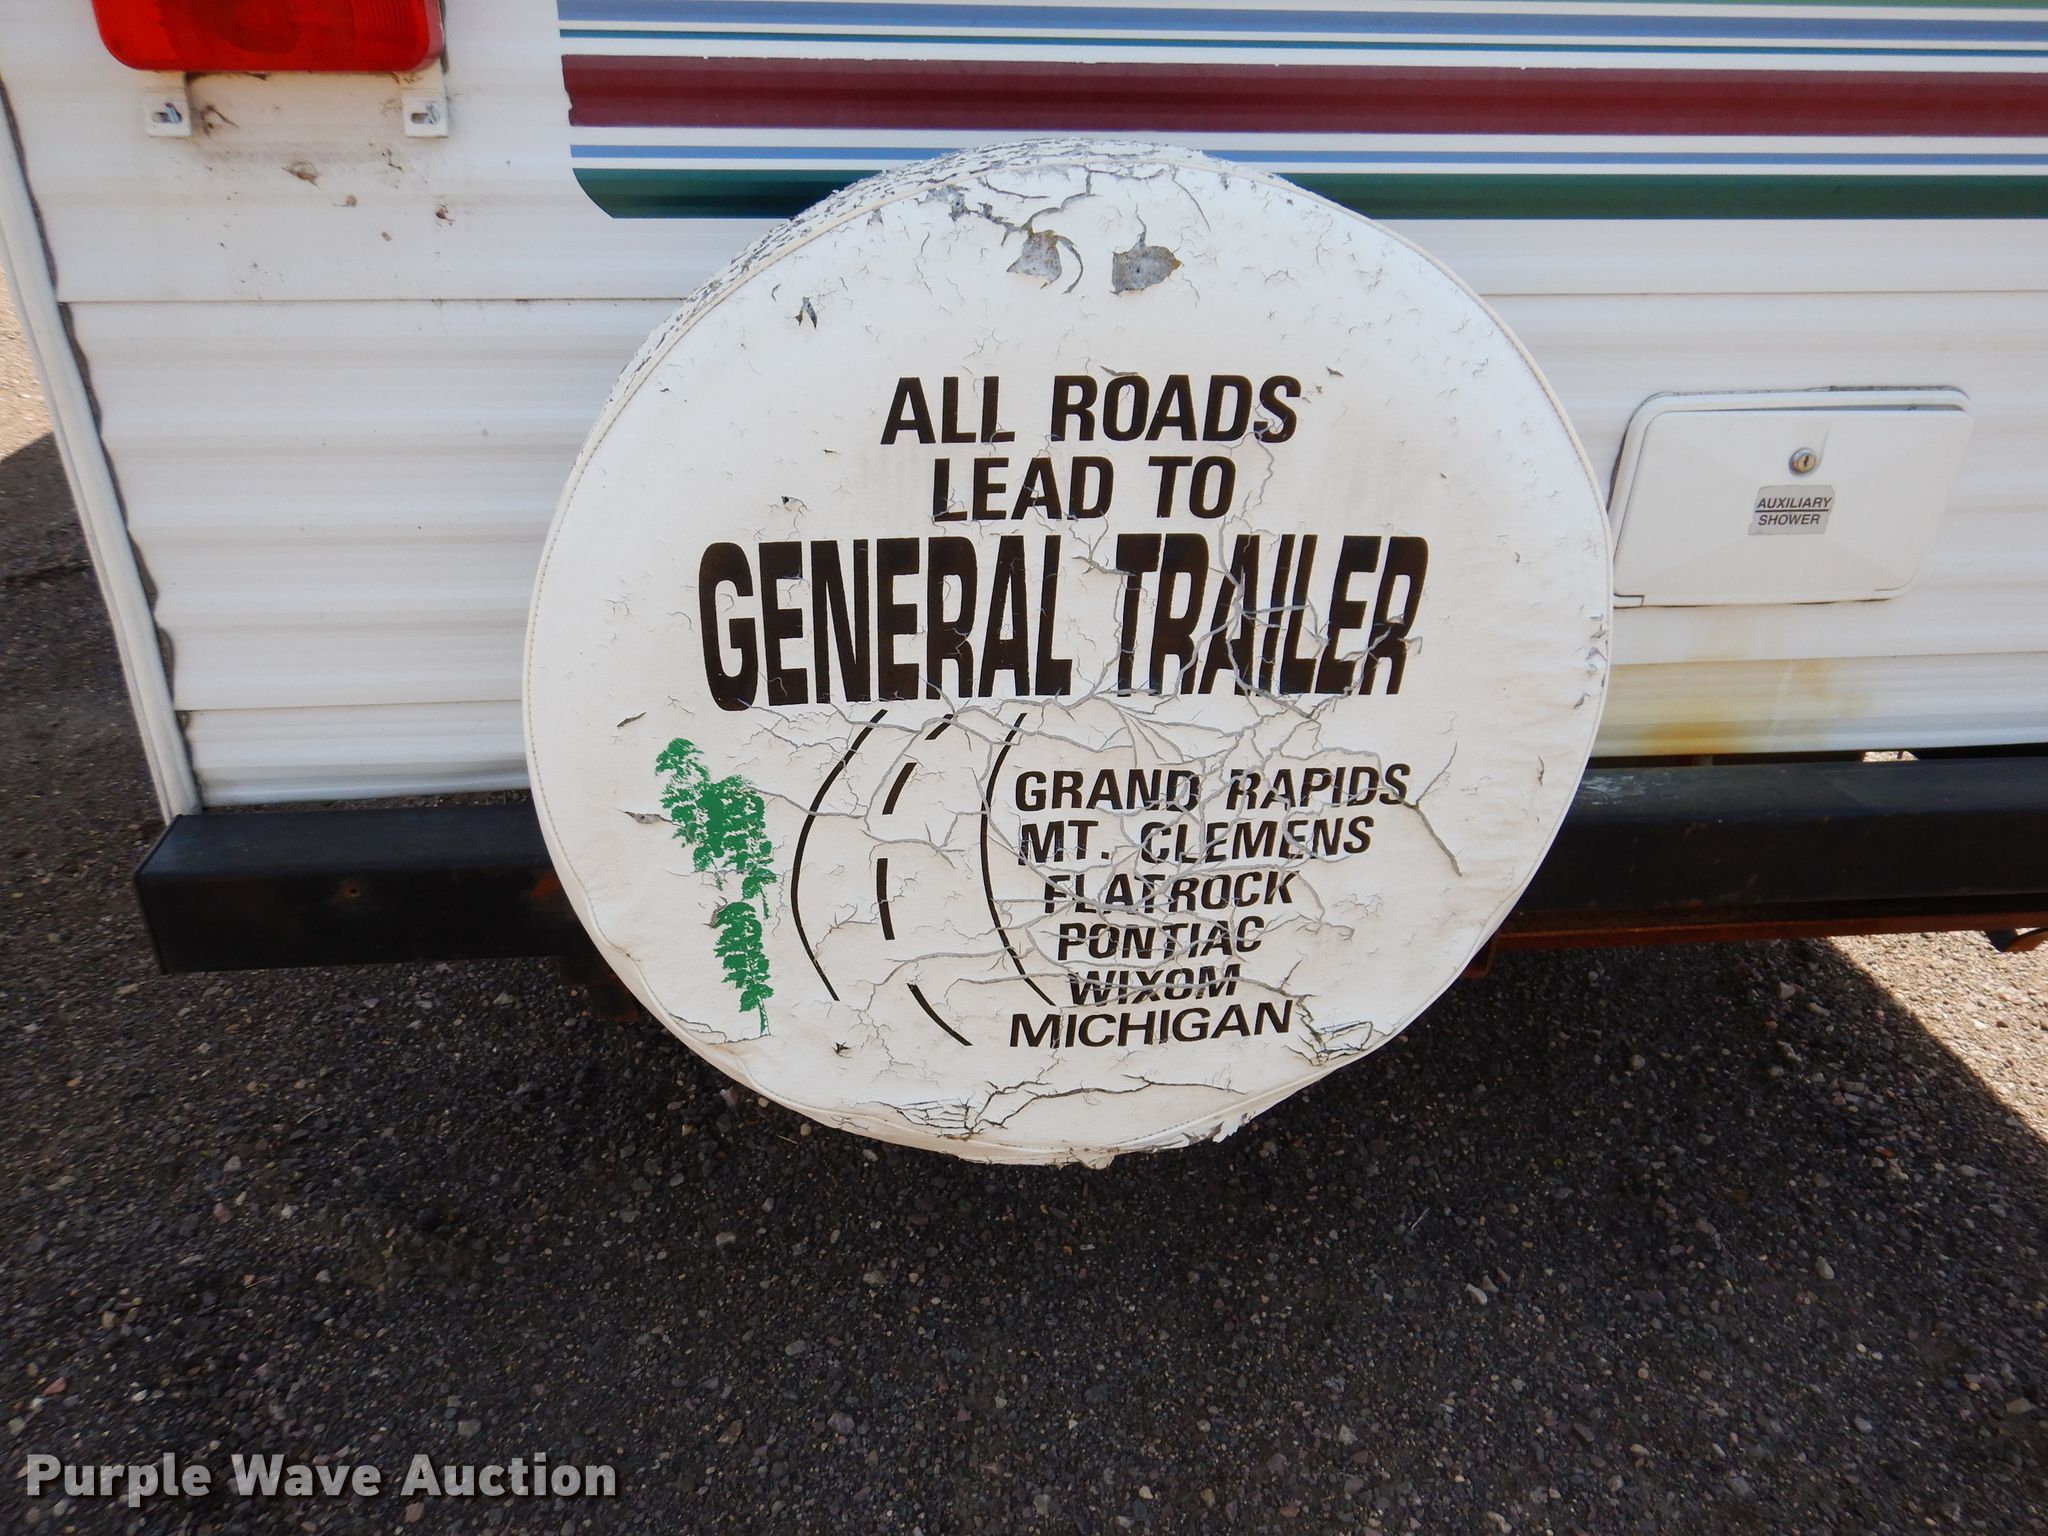 ALL ROADS
LEAD TO
GENERAL TRAILER
GRAND RAPIDS
MT. CLEMENS
FLATROCK
PONTIAC
WIXOM
MICHIGAN
AUXILIARY
SHOWER
Purple Wave Auction